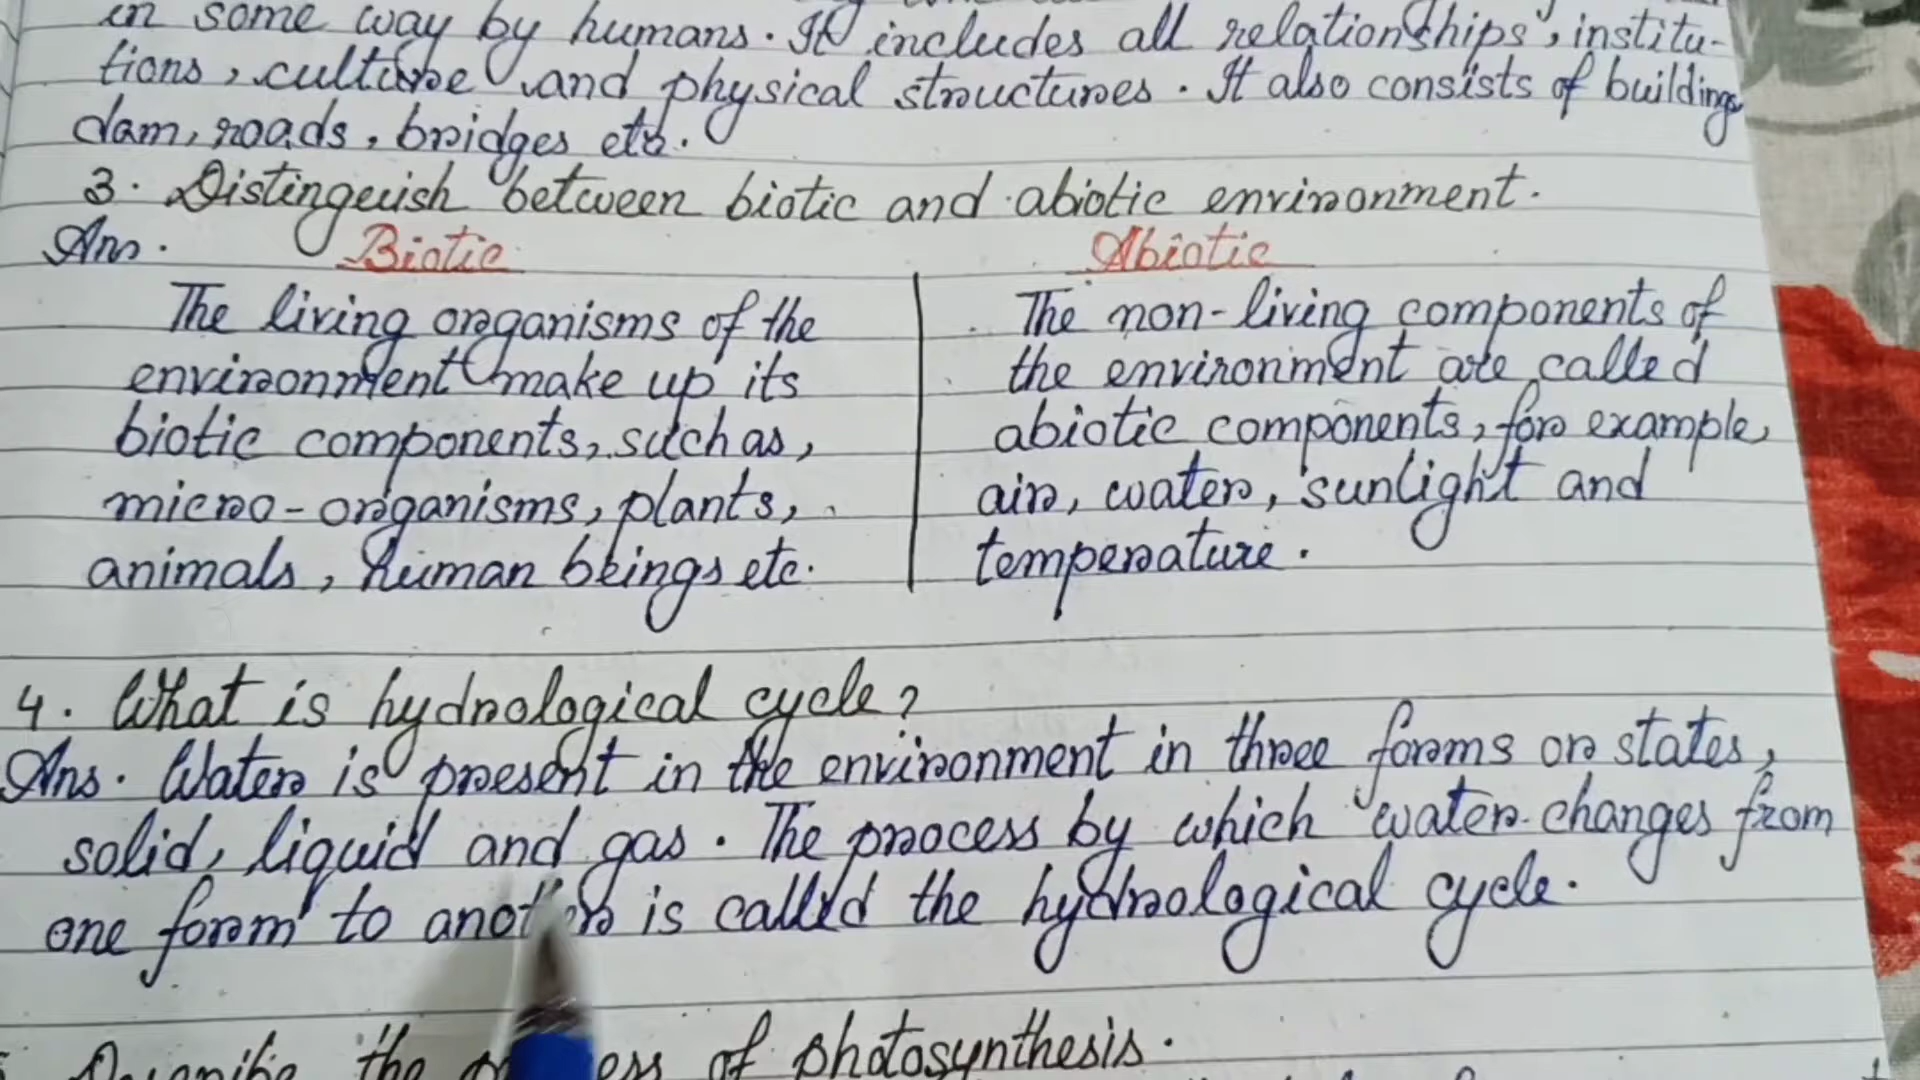 in some way by humans. It includes all relationships, institu-
tions, culture and physical structures. It also consists of buildings
dam, roads, bridges etc.
3. Distinguish between biotic and abiotic environment.
Ans. Biotic Abiotic
The living organisms of the
environment make up its
biotic components, such as,
micro-organisms, plants,
animals, human beings etc.
The non-living components of
the environment are called
abiotic components, for example,
air, water, sunlight and
temperature.
4. What is hydrological cycle?
Ans. Water is present in the environment in three forms or states,
solid, liquid and gas. The process by which water changes from
one form to another is called the hydrological cycle.
Describe the process of photosynthesis.